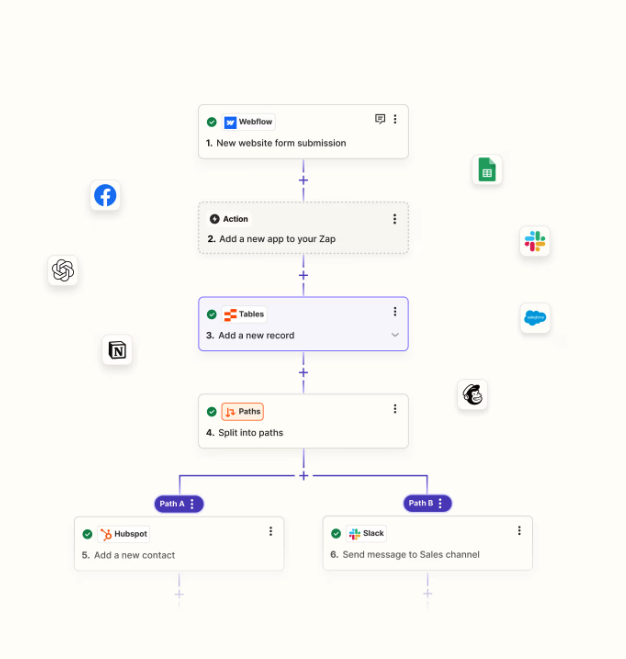 Webflow
1. New website form submission
Action
2. Add a new app to your Zap
Tables
3. Add a new record
Paths
4. Split into paths
Path A
Path B
Hubspot
5. Add a new contact
Slack
6. Send message to Sales channel